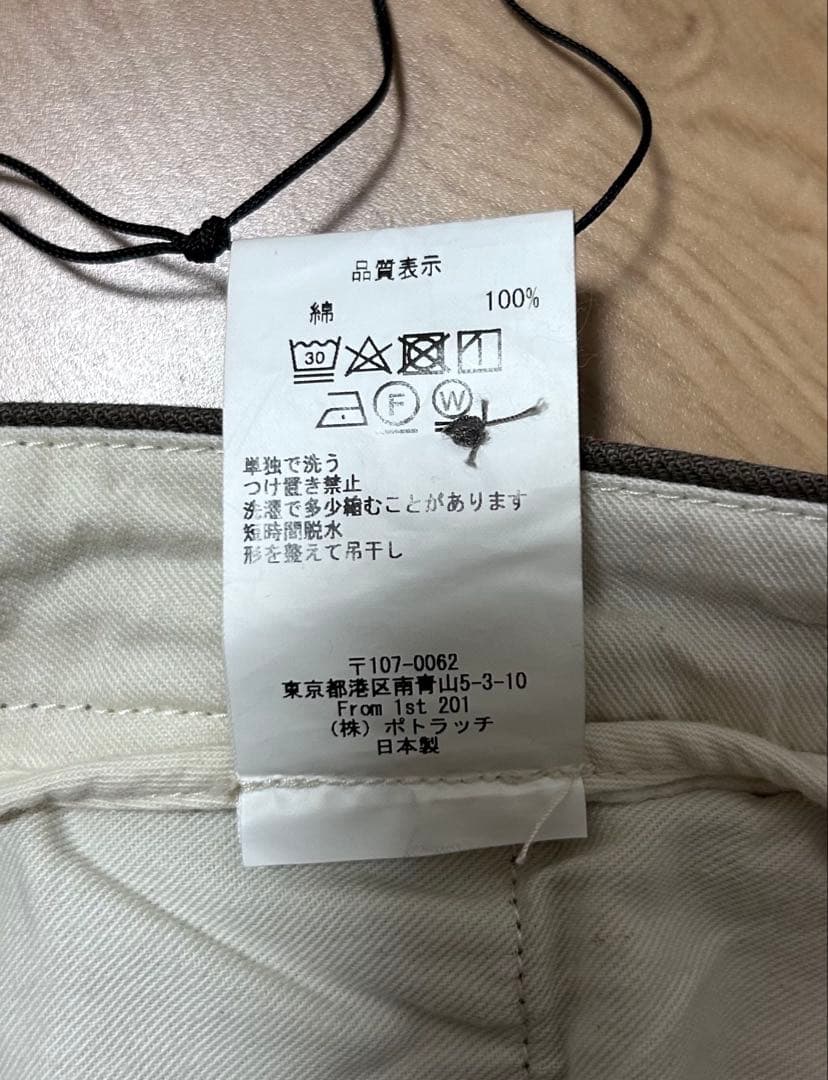 品質表示
綿 100%
30
F W
単独で洗う
つけ置き禁止
洗濯で多少縮むことがあります
短時間脱水
形を整えて吊干し
〒107-0062
東京都港区南青山5-3-10
From 1st 201
(株) ポトラッチ
日本製